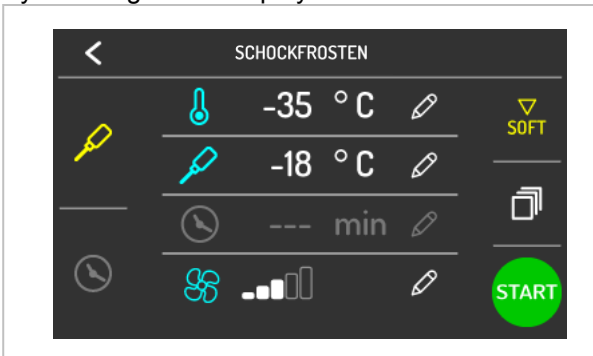 SCHOCKFROSTEN
-35 °C
SOFT
-18 °C
--- min
START